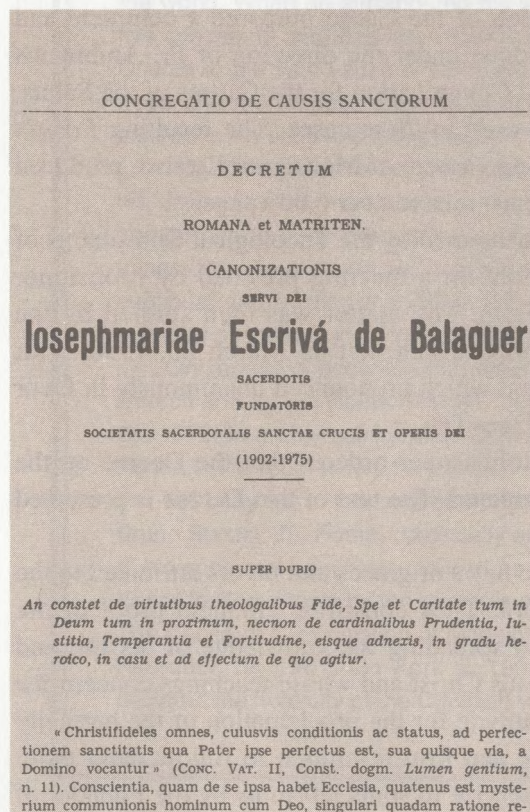 CONGREGATIO DE CAUSIS SANCTORUM
DECRETUM
ROMANA et MATRITEN.
CANONIZATIONIS
SERVI DEI
Iosephmariae Escrivá de Balaguer
SACERDOTIS
FUNDATORIS
SOCIETATIS SACERDOTALIS SANCTAE CRUCIS ET OPERIS DEI
(1902-1975)
SUPER DUBIO
An constet de virtutibus theologalibus Fide, Spe et Caritate tum in
Deum tum in proximum, necnon de cardinalibus Prudentia, Iu-
stitia, Temperantia et Fortitudine, eisque adnexis, in gradu he-
roico, in casu et ad effectum de quo agitur.
« Christifideles omnes, cuiusvis conditionis ac status, ad perfec-
tionem sanctitatis qua Pater ipse perfectus est, sua quisque via, a
Domino vocantur » (CONC. VAT. II, Const. dogm. Lumen gentium,
n. 11). Conscientia, quam de se ipsa habet Ecclesia, quatenus est myste-
rium communionis hominum cum Deo, singulari quadam ratione re